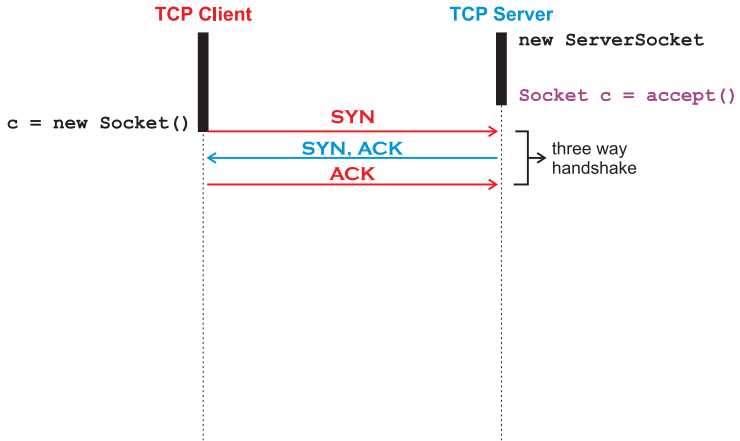 TCP Client
TCP Server
new ServerSocket
Socket c = accept()
c = new Socket()
SYN
SYN, ACK
ACK
three way
handshake